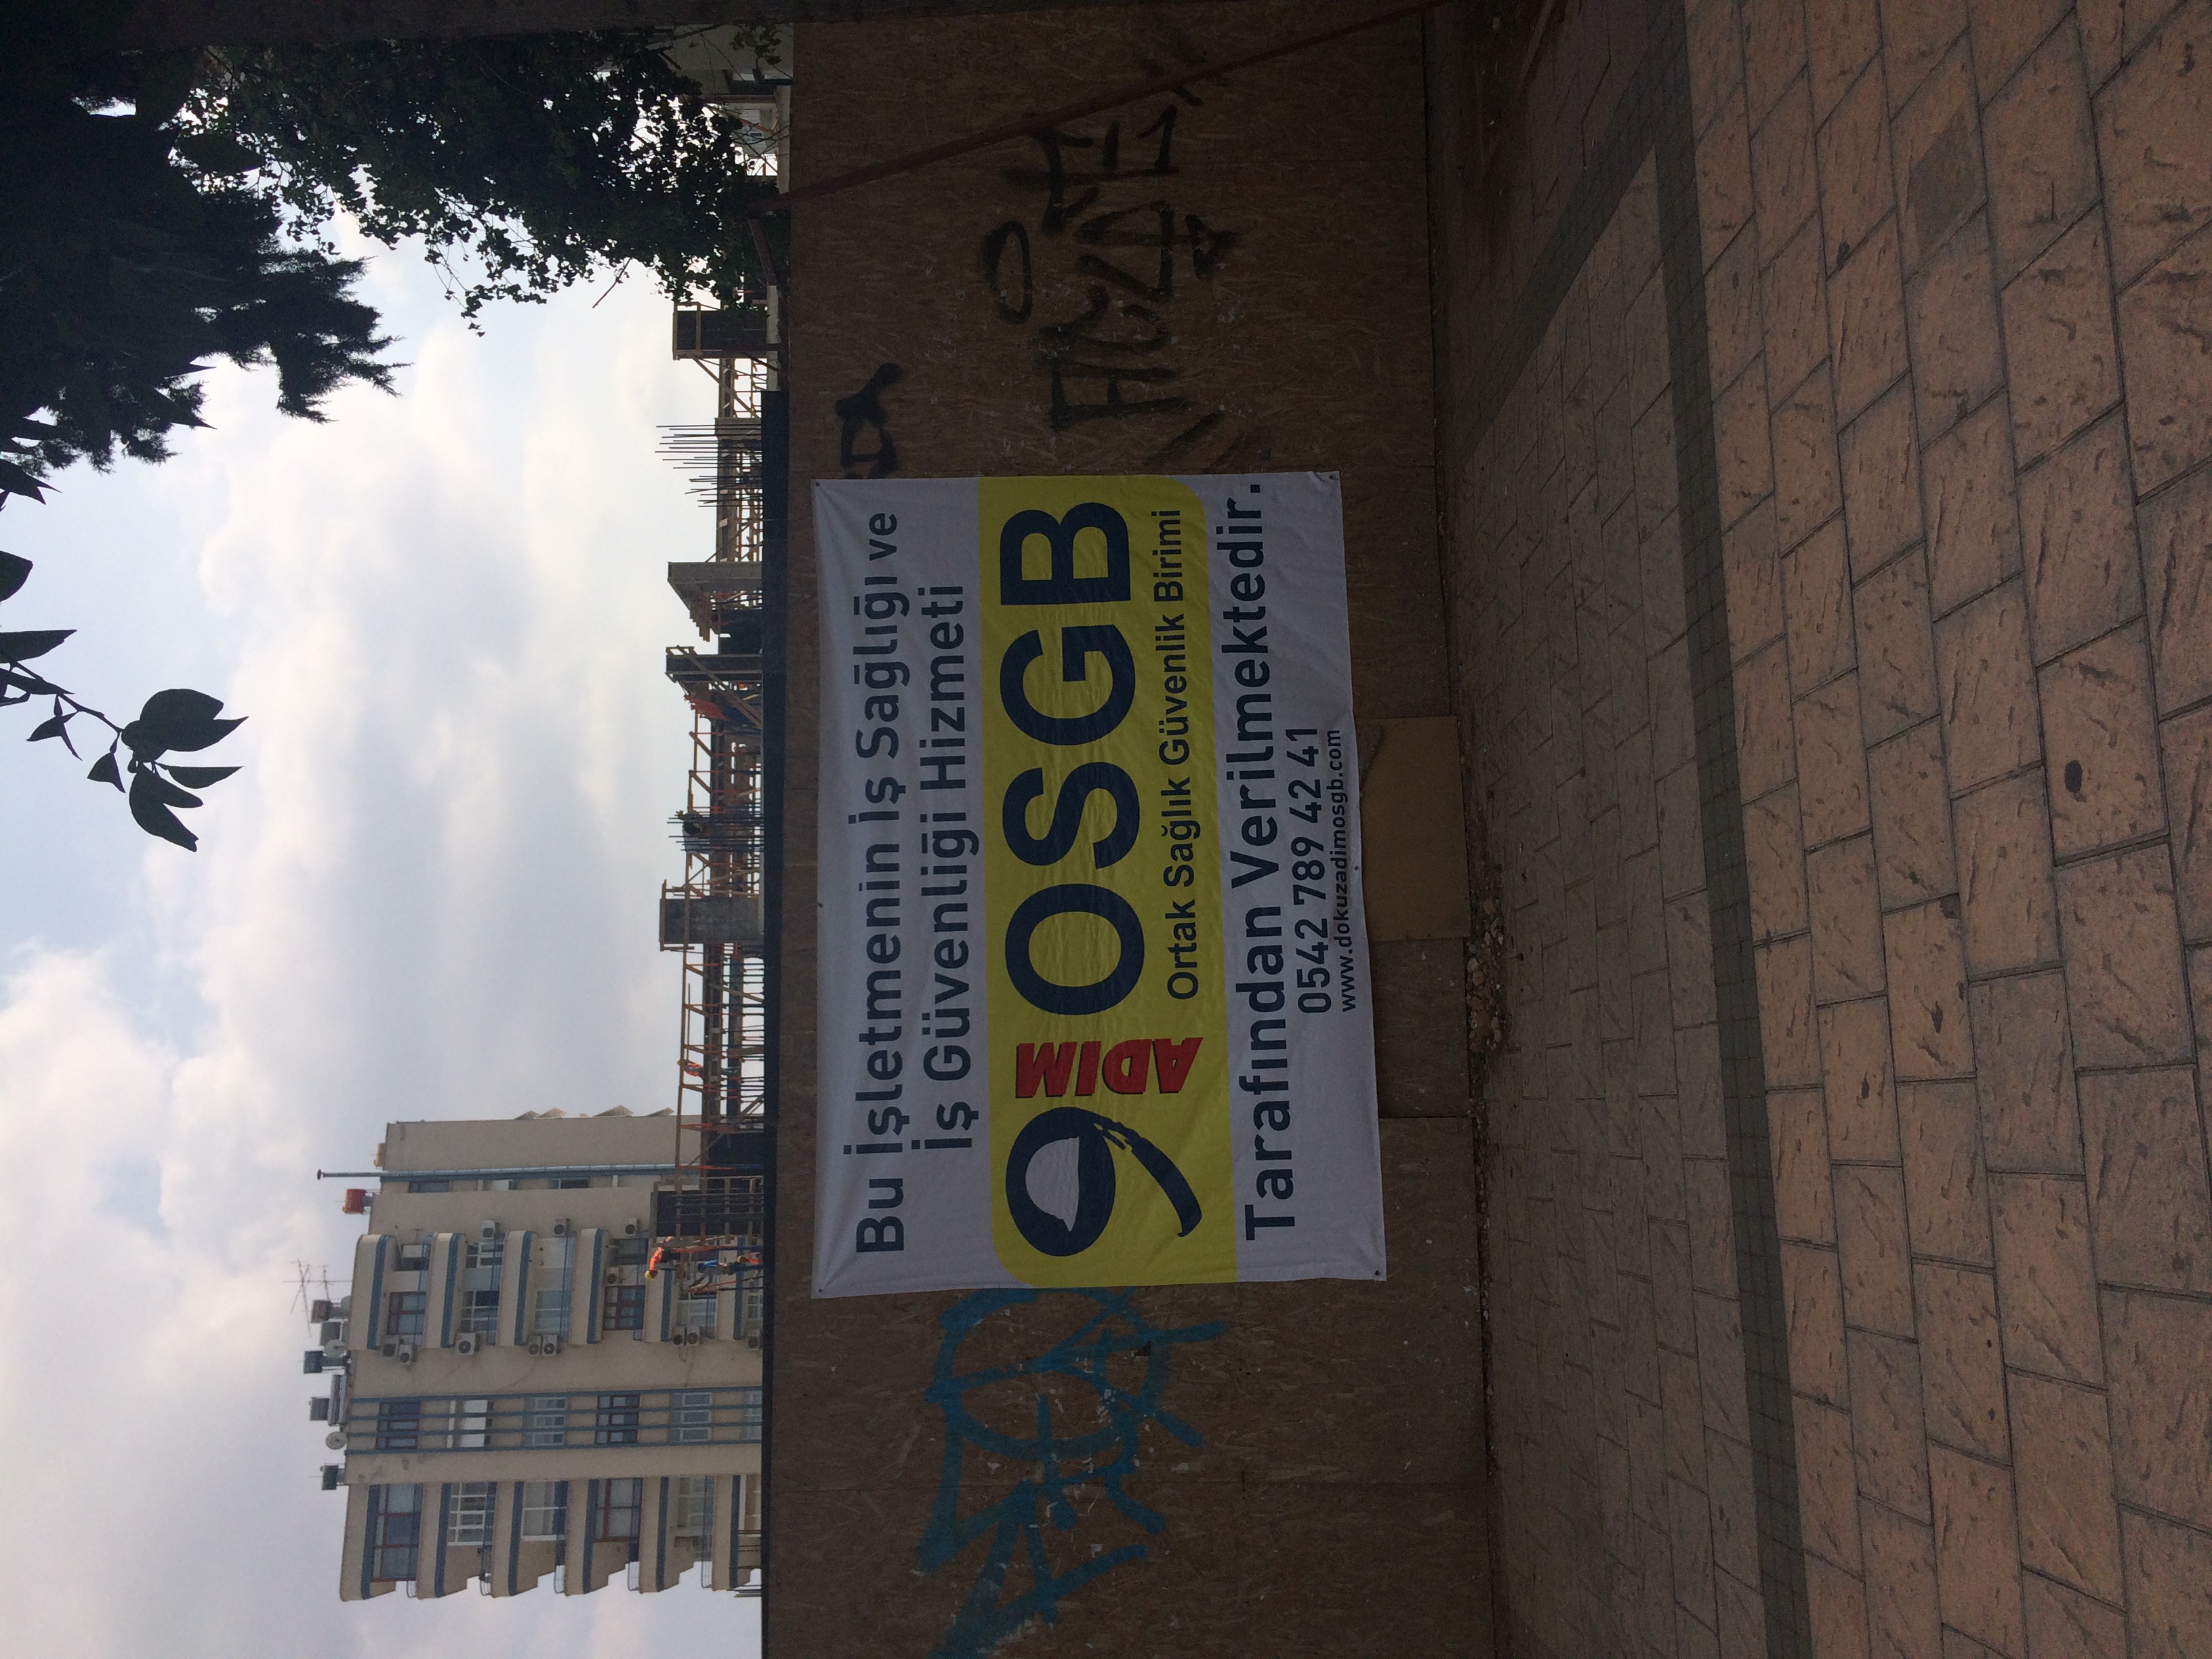 Bu İşletmenin İş Sağlığı ve
İş Güvenliği Hizmeti
9 ADIM OSGB
Ortak Sağlık Güvenlik Birimi
Tarafından Verilmektedir.
0542 789 42 41
www.dokuzadimosgb.com